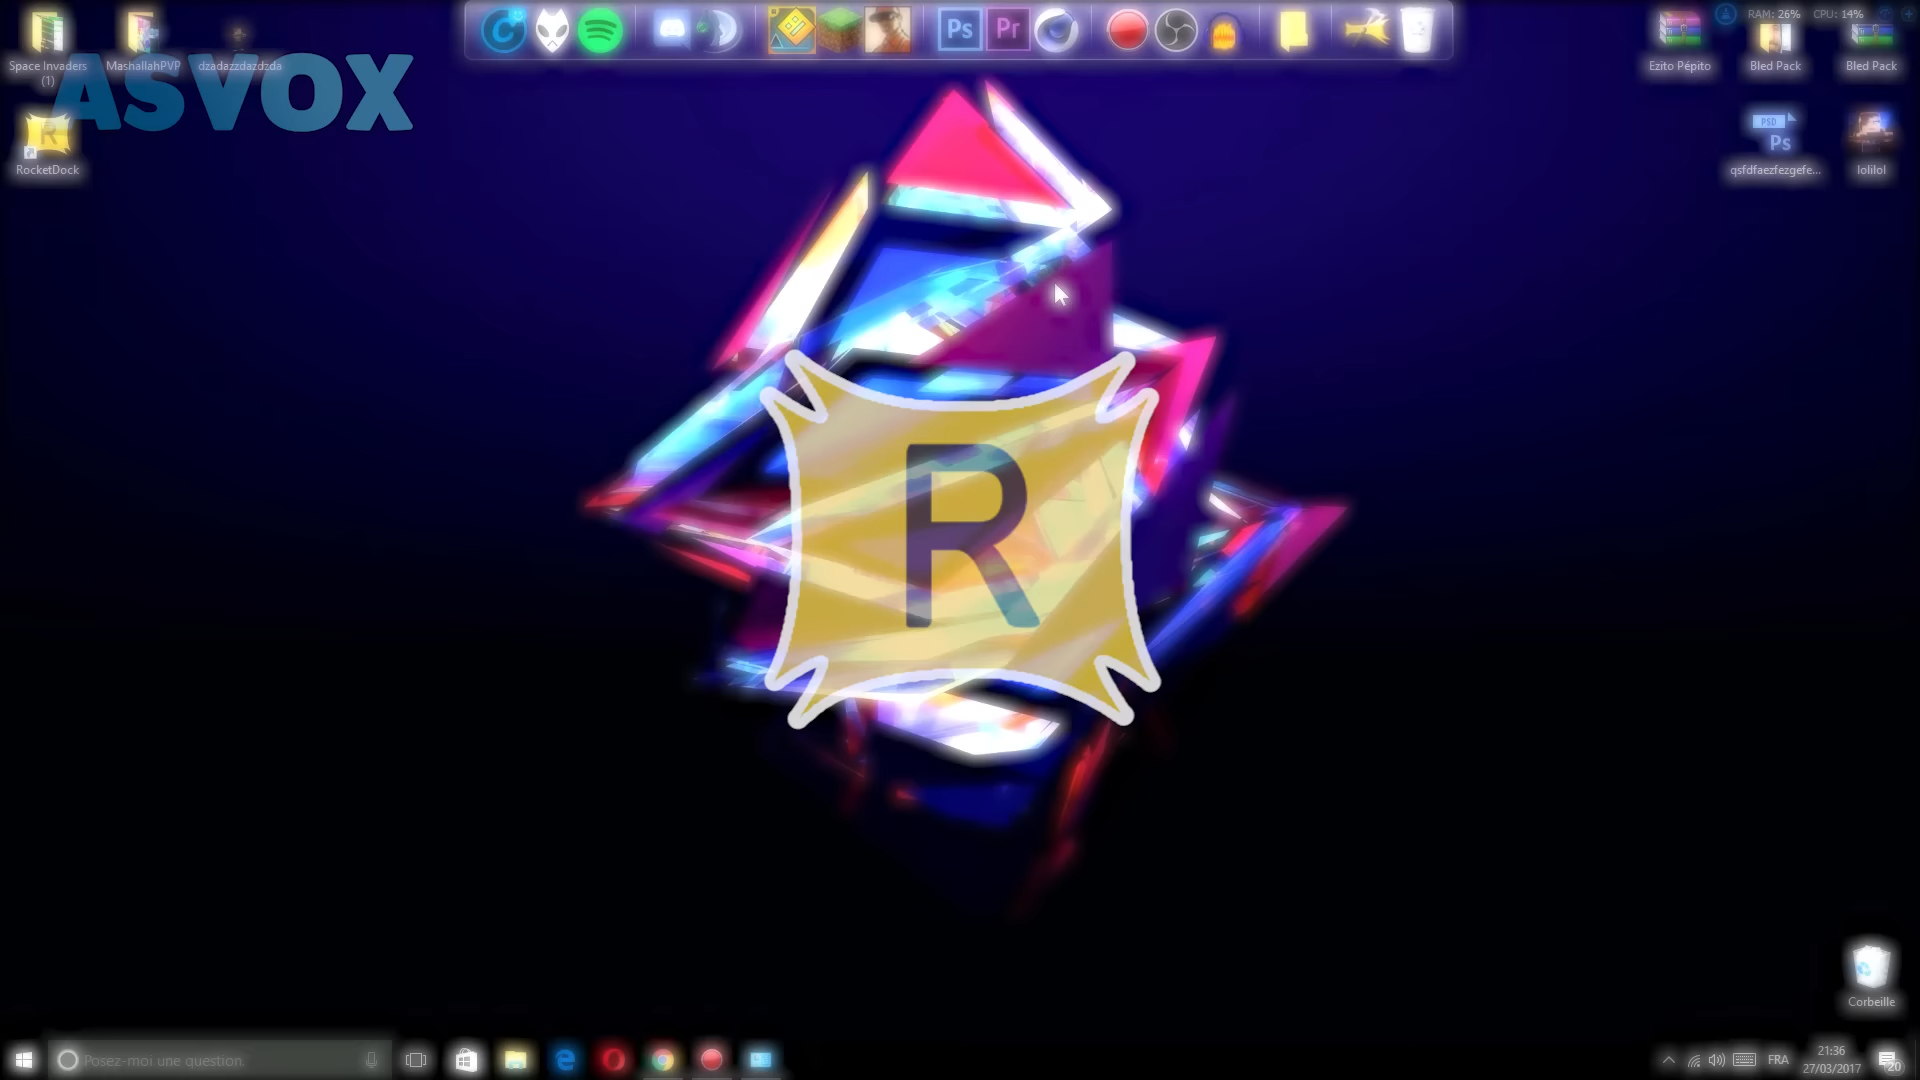 RAM: 26%
CPU: 14%
Ps
Pr
Space Invaders
(1)
MashallahPVP
dzadazzdazdzda
Ezito Pépito
Bled Pack
Bled Pack
ASVOX
R
RocketDock
PSD
Ps
qsfdfaezfezgefe...
lolilol
R
Corbeille
Posez-moi une question
FRA
21:36
27/03/2017
20